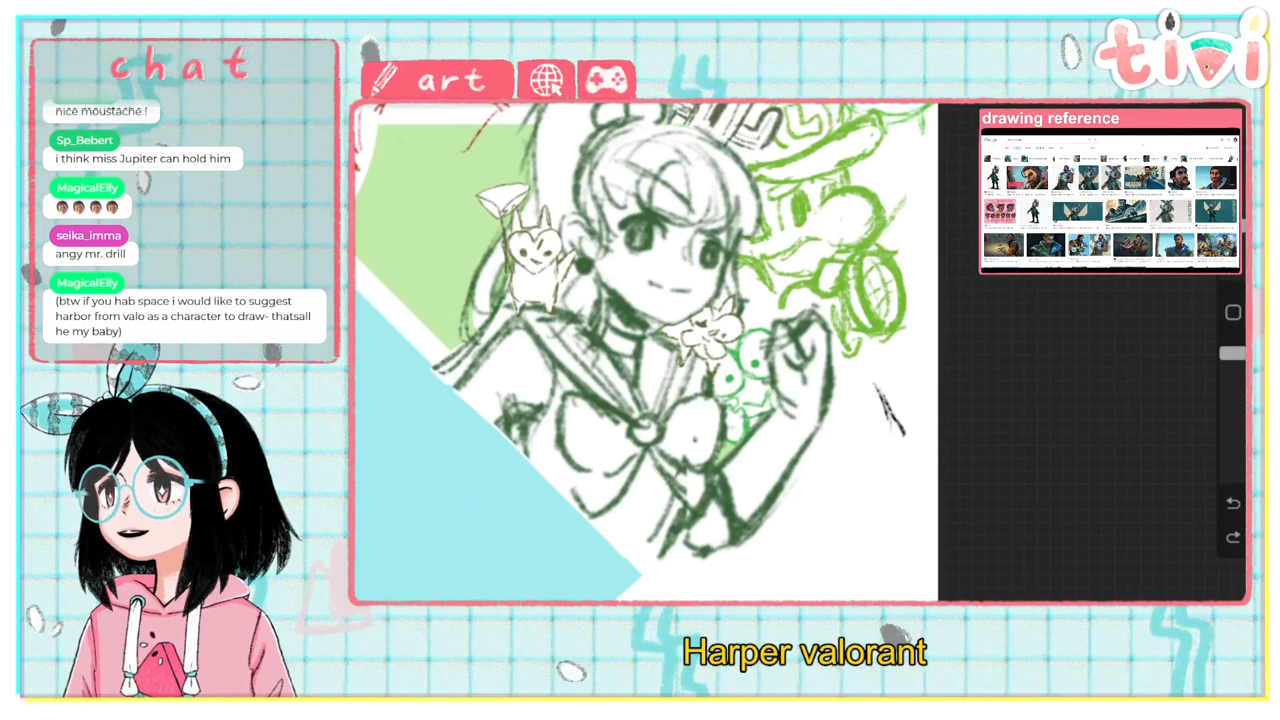 tivi
chat
art
nice moustache !
Sp_Bebert
i think miss Jupiter can hold him
MagicalElly
seika_imma
angy mr. drill
MagicalElly
(btw if you hab space i would like to suggest
harbor from valo as a character to draw- thatsall
he my baby)
drawing reference
Harper valorant